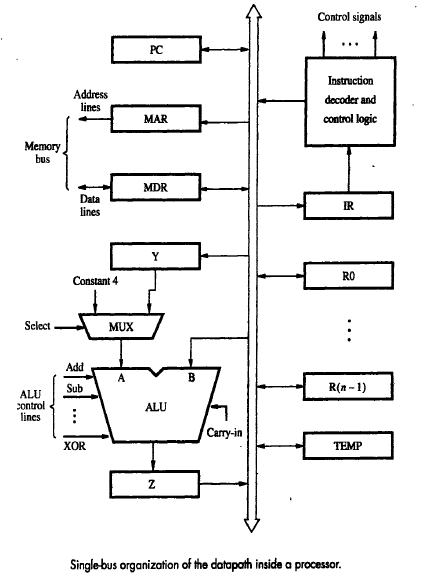 Control signals
...
PC
Instruction
decoder and
control logic
Address
lines
MAR
Memory
bus
MDR
Data
lines
IR
Y
R0
Constant 4
Select
MUX
A
B
ALU
control
lines
Add
Sub
XOR
ALU
Carry-in
R(n - 1)
TEMP
Z
Single-bus organization of the datapath inside a processor.